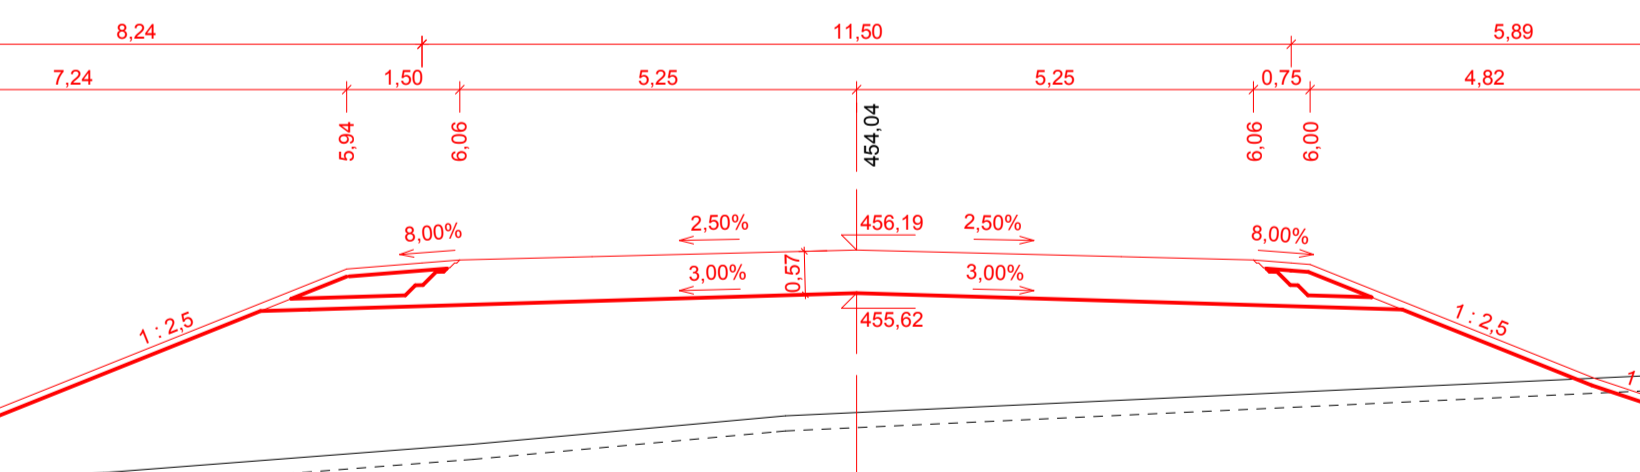 8,24 11,50 5,89
7,24 1,50 5,25 5,25 0,75 4,82
5,94 6,06 454,04 6,06 6,00
8,00% 2,50% 456,19 2,50% 8,00%
3,00% 0,57 3,00%
1 : 2,5 455,62 1 : 2,5
1